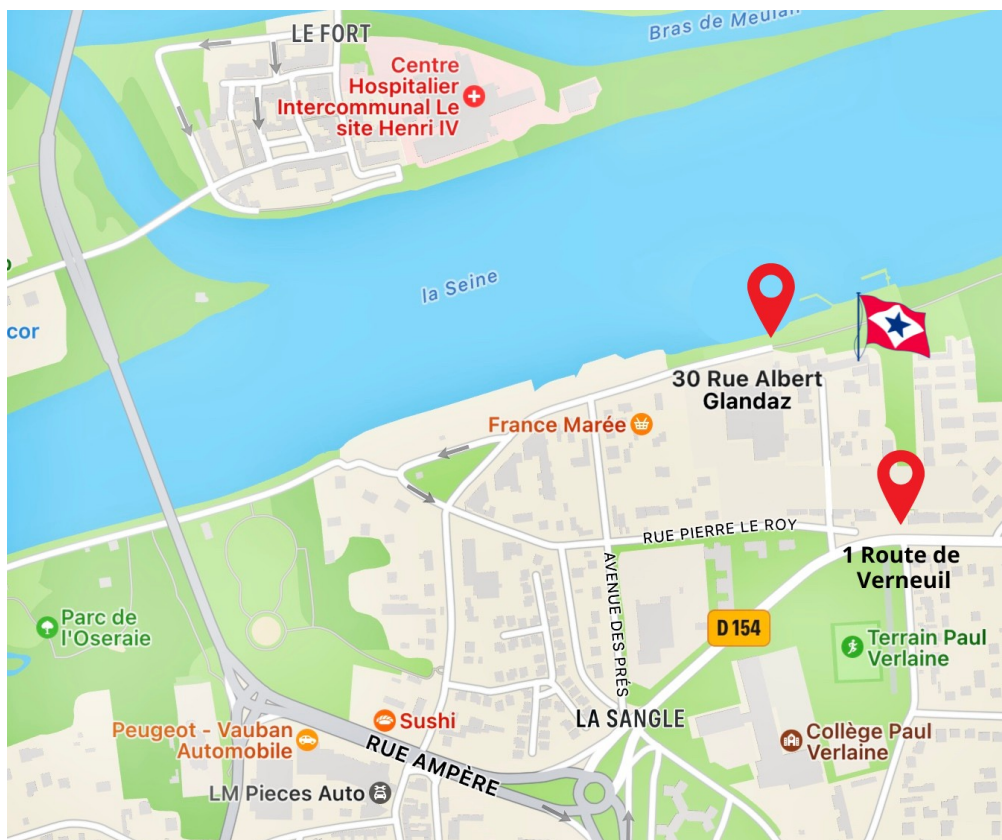 LE FORT
Bras de Meulan
Centre
Hospitalier
Intercommunal Le
site Henri IV
la Seine
cor
30 Rue Albert
Glandaz
France Marée
RUE PIERRE LE ROY
1 Route de
Verneuil
AVENUE DES PRÉS
D 154
Parc de
l'Oseraie
Terrain Paul
Verlaine
Sushi
LA SANGLE
Peugeot - Vauban
Automobile
RUE AMPÈRE
Collège Paul
Verlaine
LM Pieces Auto